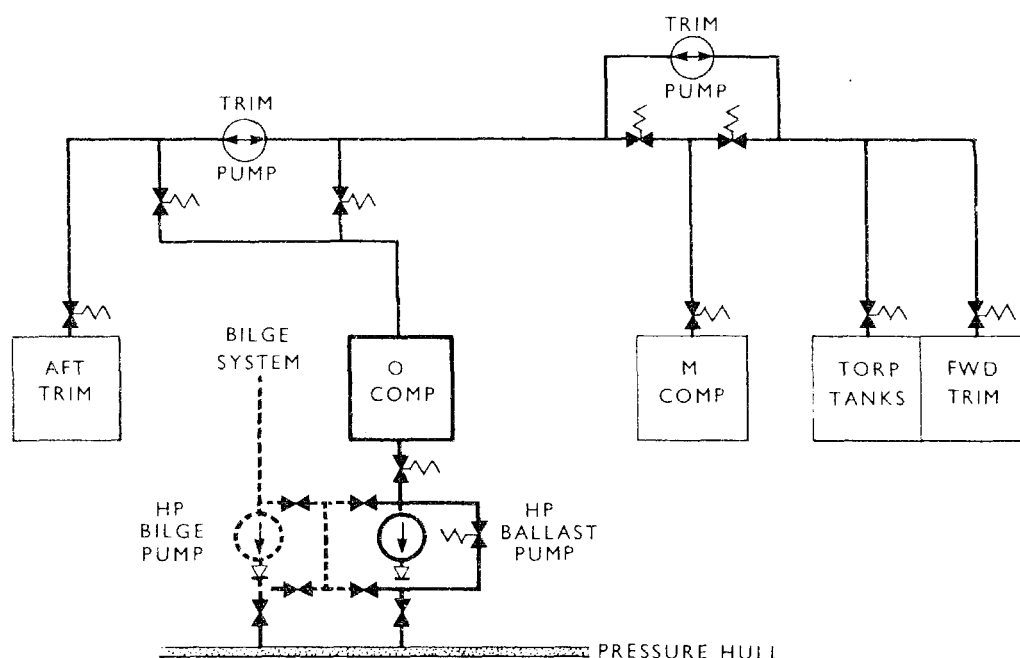 TRIM
PUMP
TRIM
PUMP
AFT
TRIM
BILGE
SYSTEM
O
COMP
M
COMP
TORP
TANKS
FWD
TRIM
HP
BILGE
PUMP
HP
BALLAST
PUMP
PRESSURE HULL